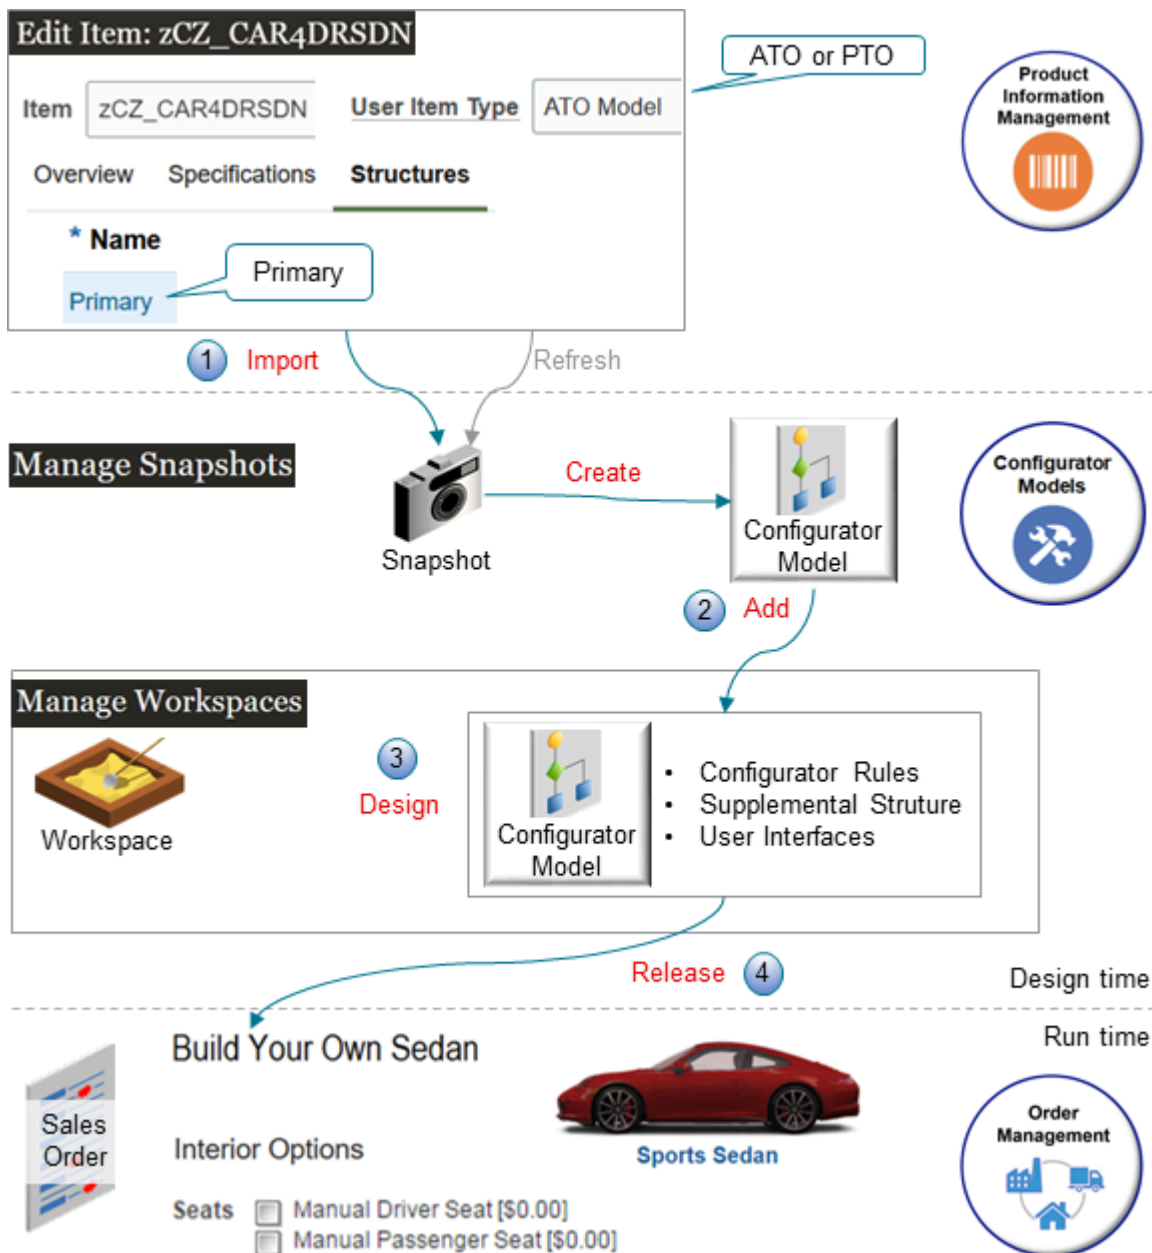 Edit Item: zCZ_CAR4DRSDN
ATO or PTO
Product
Information
Management
Item zCZ_CAR4DRSDN User Item Type ATO Model
Overview Specifications Structures
* Name
Primary
Primary
1 Import
Refresh
Manage Snapshots
Create
Snapshot
Configurator
Model
Configurator
Models
2 Add
Manage Workspaces
Workspace
3
Design
Configurator
Model
• Configurator Rules
• Supplemental Struture
• User Interfaces
Release 4
Design time
Run time
Build Your Own Sedan
Sales
Order
Interior Options
Sports Sedan
Order
Management
Seats Manual Driver Seat [$0.00]
Manual Passenger Seat [$0.00]